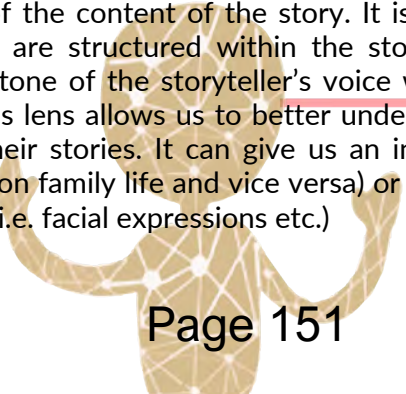 of the content of the story. It is
are structured within the sto
tone of the storyteller's voice
s lens allows us to better unde
heir stories. It can give us an in
on family life and vice versa) or
i.e. facial expressions etc.)
Page 151